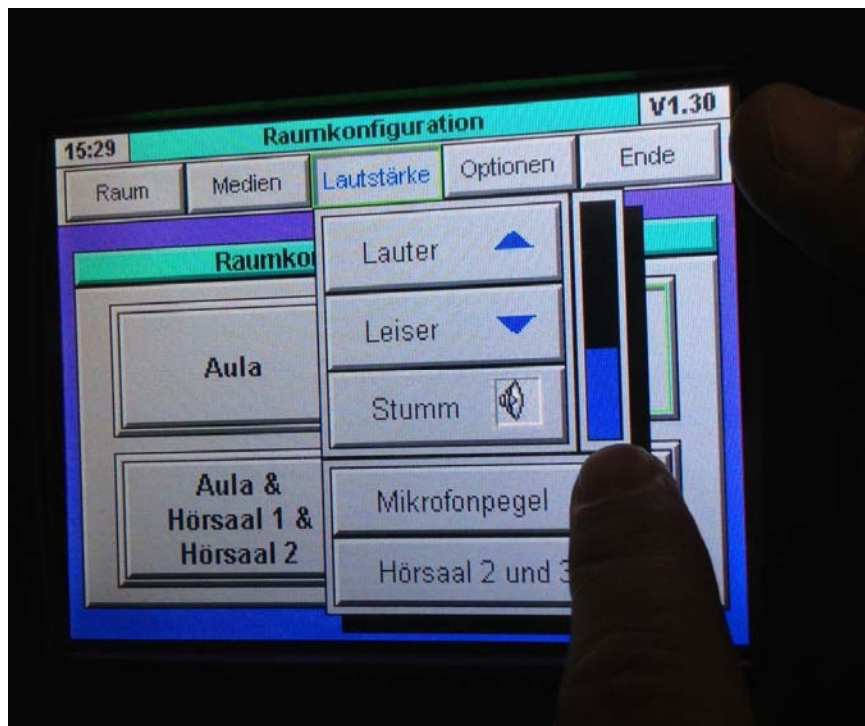 15:29
Raumkonfiguration
V1.30
Raum
Medien
Lautstärke
Optionen
Ende
Lauter
Leiser
Stumm
Aula
Aula &
Hörsaal 1 &
Hörsaal 2
Mikrofonpegel
Hörsaal 2 und 3